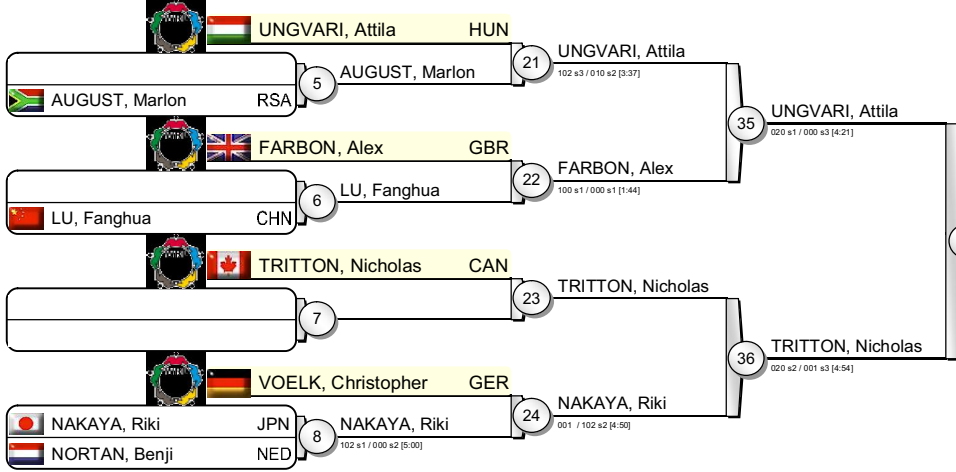 UNGVARI, Attila HUN
AUGUST, Marlon RSA
5
AUGUST, Marlon
21
UNGVARI, Attila
102 s3 / 010 s2 [3:37]
FARBON, Alex GBR
LU, Fanghua CHN
6
LU, Fanghua
22
FARBON, Alex
100 s1 / 000 s1 [1:44]
35
UNGVARI, Attila
020 s1 / 000 s3 [4:21]
TRITTON, Nicholas CAN
7
23
TRITTON, Nicholas
VOELK, Christopher GER
NAKAYA, Riki JPN
NORTAN, Benji NED
8
NAKAYA, Riki
102 s1 / 000 s2 [5:00]
24
NAKAYA, Riki
001 / 102 s2 [4:50]
36
TRITTON, Nicholas
020 s2 / 001 s3 [4:54]